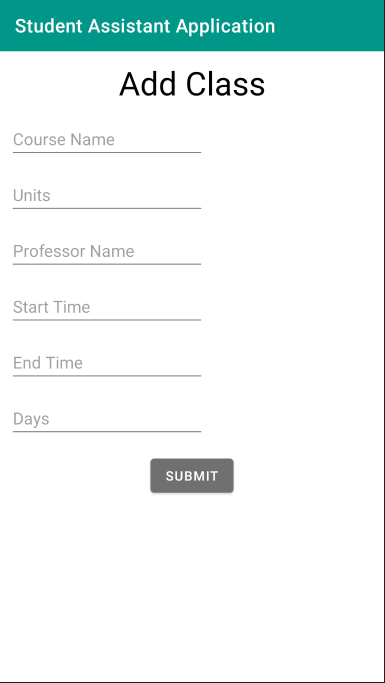 Student Assistant Application
Add Class
Course Name
Units
Professor Name
Start Time
End Time
Days
SUBMIT